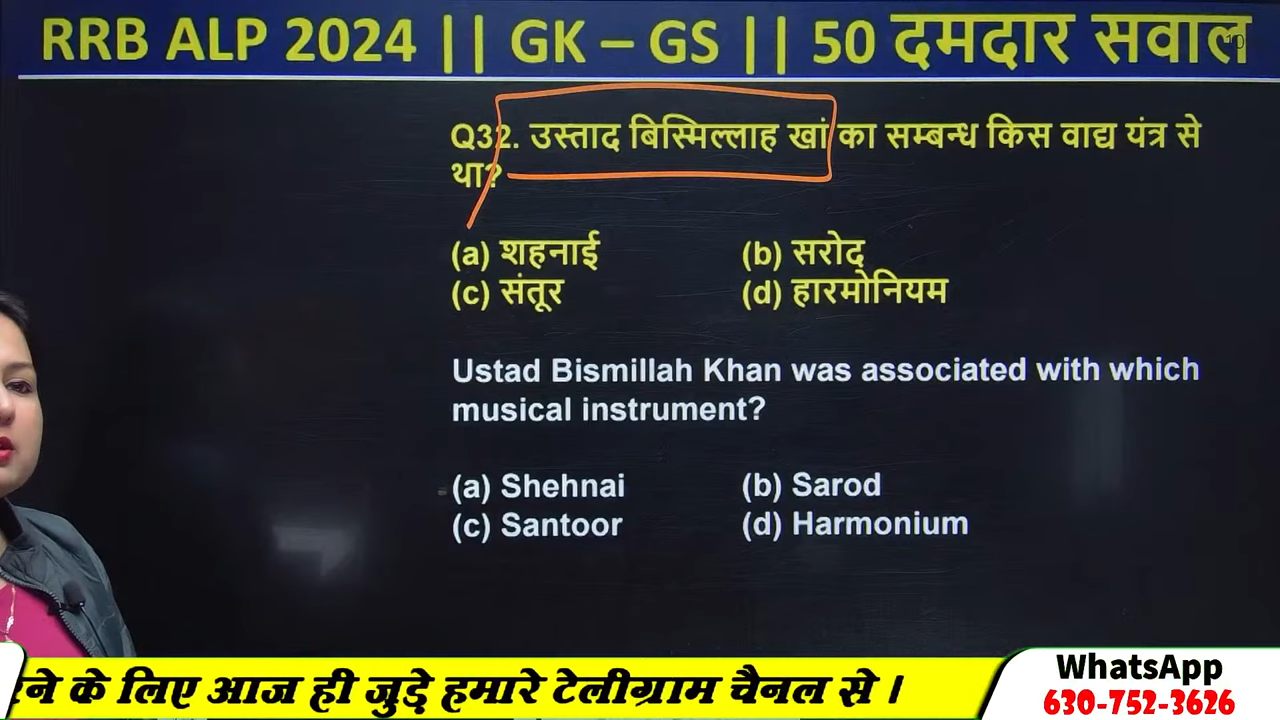 RRB ALP 2024 || GK – GS || 50 दमदार सवाल
10
Q32. उस्ताद बिस्मिल्लाह खां का सम्बन्ध किस वाद्य यंत्र से
था?
(a) शहनाई (b) सरोद
(c) संतूर (d) हारमोनियम
Ustad Bismillah Khan was associated with which
musical instrument?
(a) Shehnai (b) Sarod
(c) Santoor (d) Harmonium
के लिए आज ही जुड़े हमारे टेलीग्राम चैनल से ।
WhatsApp
630-752-3626